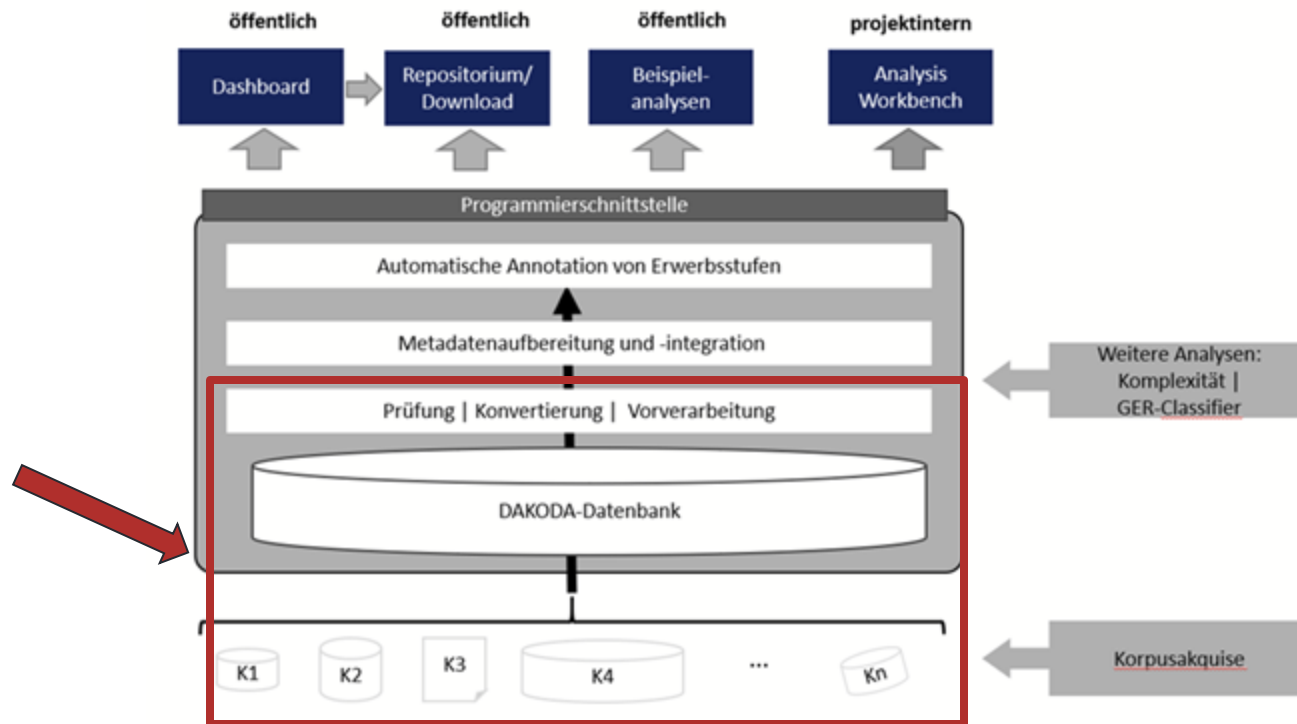 öffentlich
öffentlich
öffentlich
projektintern
Dashboard
Repositorium/
Download
Beispiel-
analysen
Analysis
Workbench
Programmierschnittstelle
Automatische Annotation von Erwerbsstufen
Metadatenaufbereitung und -integration
Weitere Analysen:
Komplexität |
GER-Classifier
Prüfung | Konvertierung | Vorverarbeitung
DAKODA-Datenbank
K1
K2
K3
K4
...
Kn
Korpusakquise